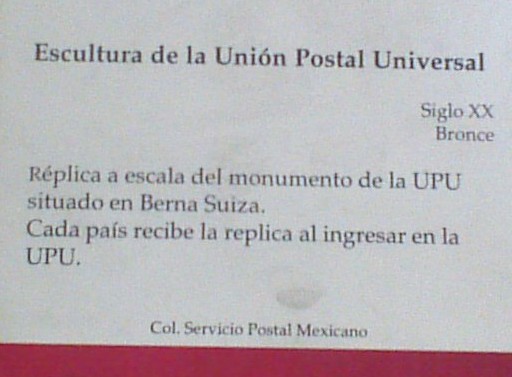 Escultura de la Unión Postal Universal
Siglo XX
Bronce
Réplica a escala del monumento de la UPU
situado en Berna Suiza.
Cada país recibe la replica al ingresar en la
UPU.
Col. Servicio Postal Mexicano